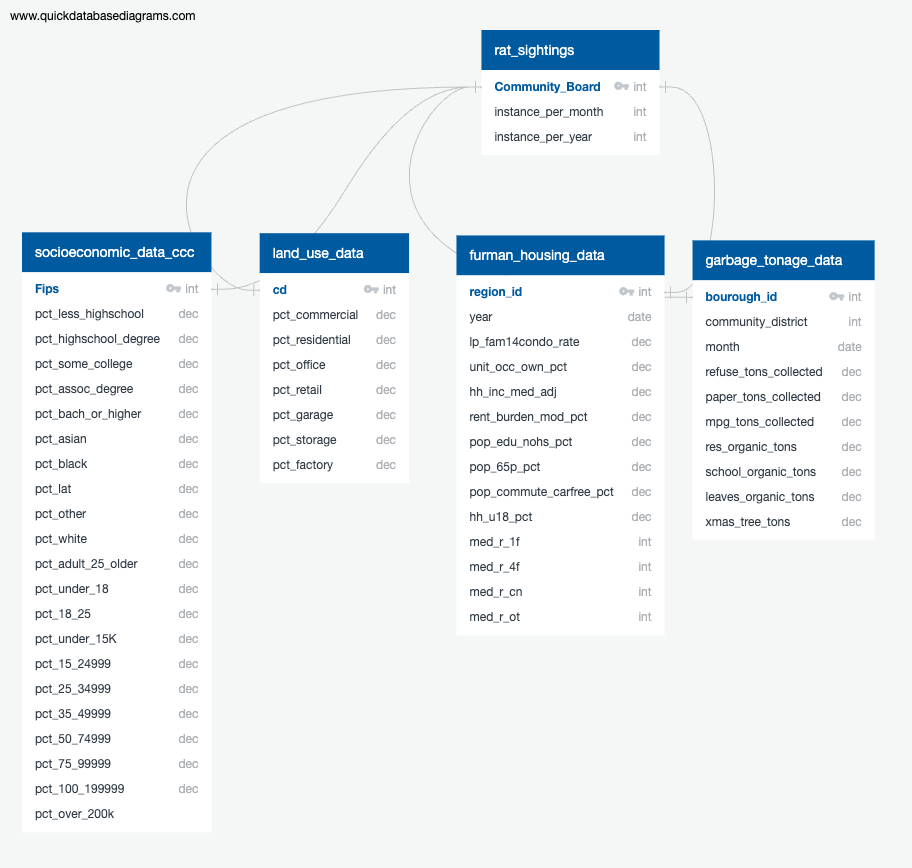 www.quickdatabasediagrams.com
rat_sightings
Community_Board int
instance_per_month int
instance_per_year int
socioeconomic_data_ccc
Fips int
pct_less_highschool dec
pct_highschool_degree dec
pct_some_college dec
pct_assoc_degree dec
pct_bach_or_higher dec
pct_asian dec
pct_black dec
pct_lat dec
pct_other dec
pct_white dec
pct_adult_25_older dec
pct_under_18 dec
pct_18_25 dec
pct_under_15K dec
pct_15_24999 dec
pct_25_34999 dec
pct_35_49999 dec
pct_50_74999 dec
pct_75_99999 dec
pct_100_199999 dec
pct_over_200k
land_use_data
cd int
pct_commercial dec
pct_residential dec
pct_office dec
pct_retail dec
pct_garage dec
pct_storage dec
pct_factory dec
furman_housing_data
region_id int
year date
lp_fam14condo_rate dec
unit_occ_own_pct dec
hh_inc_med_adj dec
rent_burden_mod_pct dec
pop_edu_nohs_pct dec
pop_65p_pct dec
pop_commute_carfree_pct dec
hh_u18_pct dec
med_r_1f int
med_r_4f int
med_r_cn int
med_r_ot int
garbage_tonage_data
bourough_id int
community_district int
month date
refuse_tons_collected dec
paper_tons_collected dec
mpg_tons_collected dec
res_organic_tons dec
school_organic_tons dec
leaves_organic_tons dec
xmas_tree_tons dec